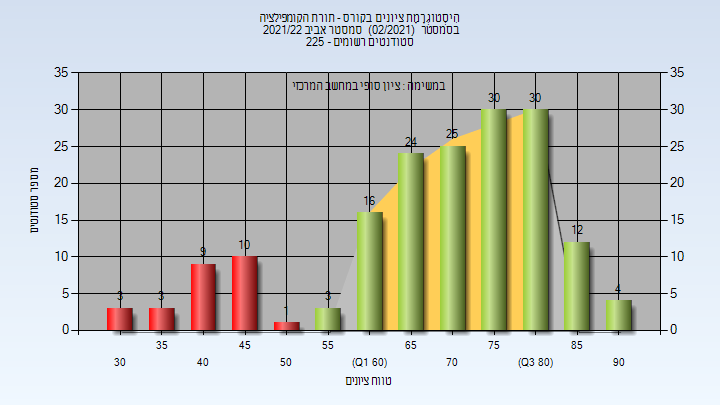 היסטוגרמת ציונים בקורס - תורת הקומפילציה
בסמסטר (02/2021) סמסטר אביב 2021/22
סטודנטים רשומים - 225
במשימה : ציון סופי במחשב המרכזי
מספר סטודנטים
35 35
30 30
25 25
20 20
15 15
10 10
5 5
0 0
3 3 9 10 1 3 16 24 25 30 30 12 4
35 45 55 65 75 85
30 40 50 (Q1 60) 70 (Q3 80) 90
טווח ציונים